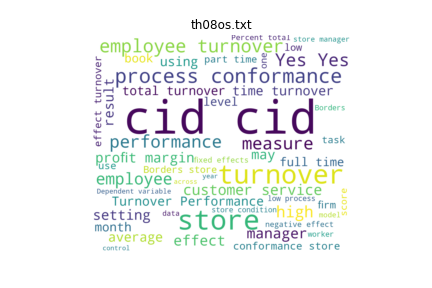 th08os.txt
Percent total
store manager
employee turnover
low
book
using
part time
one
Yes Yes
process conformance
effect turnover
result
total turnover
time turnover
level
cid cid
Borders
performance
measure
task
profit margin
fixed effects
may
full time
use
Borders store
year
turnover
employee
across
customer service
Dependent variable
low process
store
Turnover Performance
store condition
high
firm
setting
data
store
model
month
manager
negative effect
worker
average
effect
conformance store
control